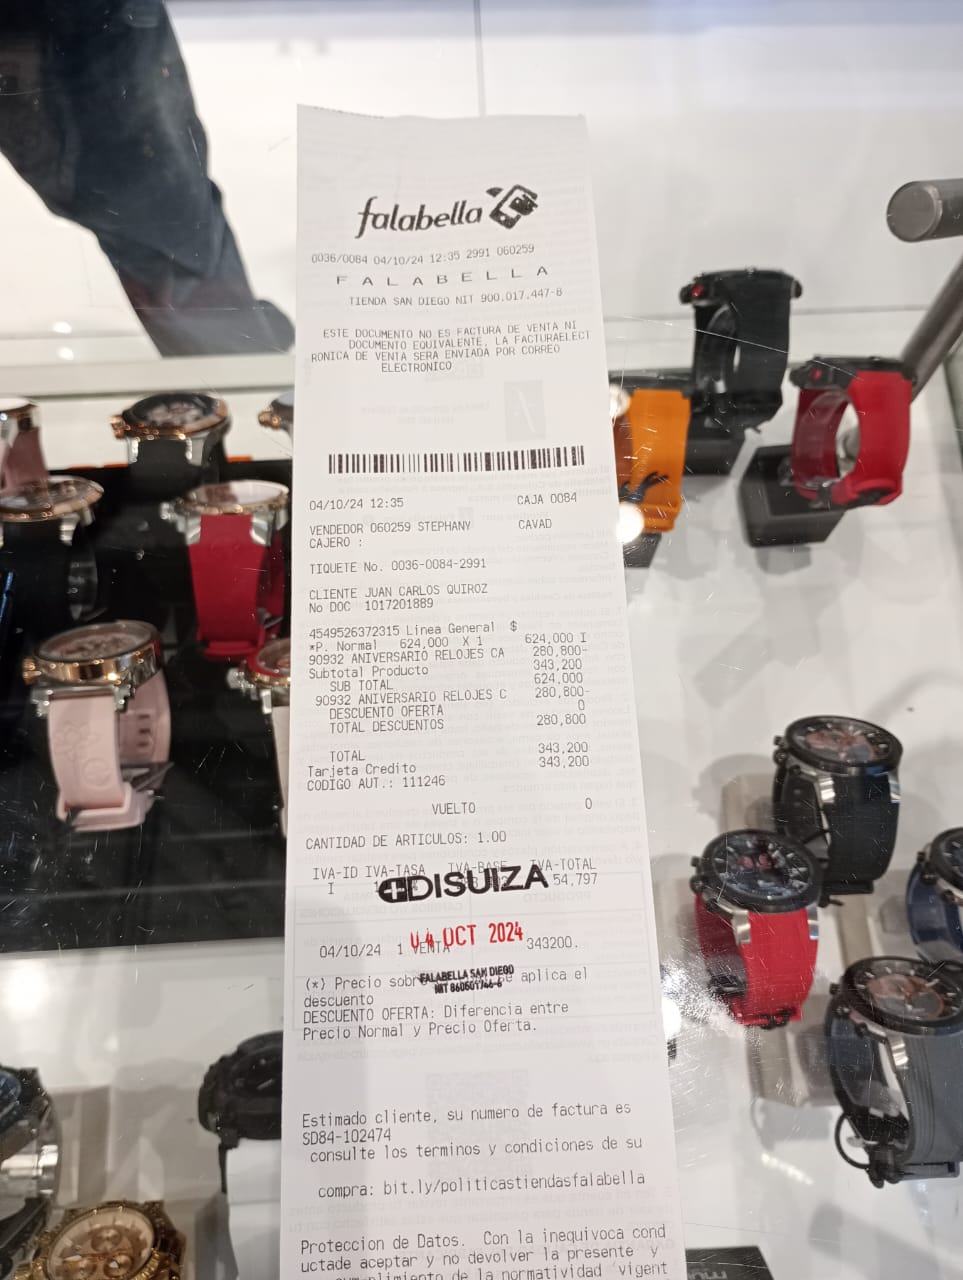 falabella
0036/0084 04/10/24 12:35 2991 060259
F A L A B E L L A
TIENDA SAN DIEGO NIT 900.017.447-8
ESTE DOCUMENTO NO ES FACTURA DE VENTA NI
DOCUMENTO EQUIVALENTE, LA FACTURAELECT
RONICA DE VENTA SERA ENVIADA POR CORREO
ELECTRONICO
04/10/24 12:35 CAJA 0084
VENDEDOR 060259 STEPHANY CAVAD
CAJERO :
TIQUETE No. 0036-0084-2991
CLIENTE JUAN CARLOS QUIROZ
No DOC 1017201889
4549526372315 Linea General $
*P. Normal 624,000 X 1 624,000 I
90932 ANIVERSARIO RELOJES CA 280,800-
Subtotal Producto 343,200
SUB TOTAL 624,000
90932 ANIVERSARIO RELOJES C 280,800-
DESCUENTO OFERTA 0
TOTAL DESCUENTOS 280,800
TOTAL 343,200
Tarjeta Credito 343,200
CODIGO AUT.: 111246
VUELTO 0
CANTIDAD DE ARTICULOS: 1.00
IVA-ID IVA-TASA IVA-BASE IVA-TOTAL
I 54,797
DISUIZA
04 OCT 2024
04/10/24 1 VENTA 343200.
FALABELLA SAN DIEGO
(*) Precio aplica el
descuento
DESCUENTO OFERTA: Diferencia entre
Precio Normal y Precio Oferta.
Estimado cliente, su numero de factura es
SD84-102474
consulte los terminos y condiciones de su
compra: bit.ly/politicastiendasfalabella
Proteccion de Datos. Con la inequivoca cond
uctade aceptar y no devolver la presente y
de la normatividad vigent